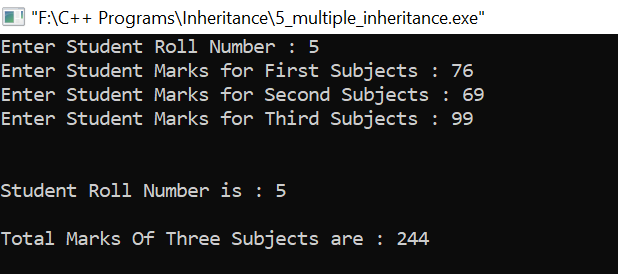 "F:\C++ Programs\Inheritance\5_multiple_inheritance.exe"
Enter Student Roll Number : 5
Enter Student Marks for First Subjects : 76
Enter Student Marks for Second Subjects : 69
Enter Student Marks for Third Subjects : 99
Student Roll Number is : 5
Total Marks Of Three Subjects are : 244